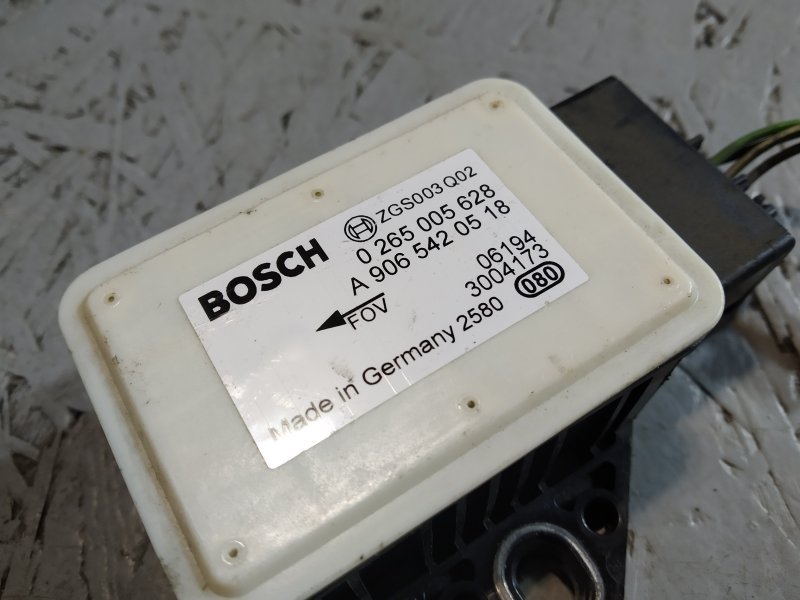 BOSCH
ZGS003 Q02
0 265 005 628
A 906 542 05 18
FOV
06194
3004173
Made in Germany 2580 080